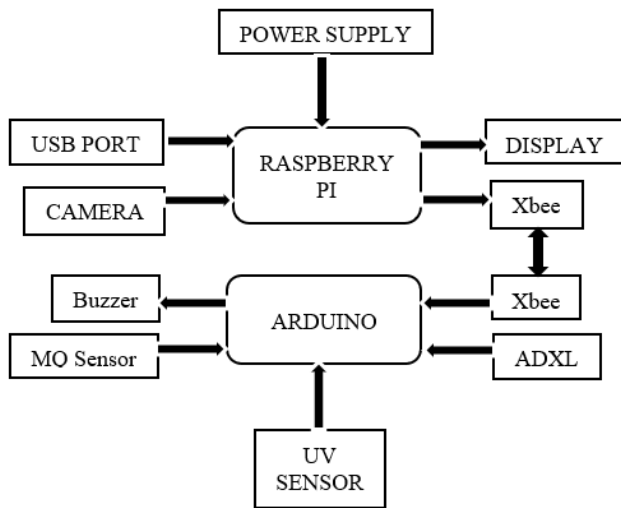 POWER SUPPLY
USB PORT
RASPBERRY
PI
DISPLAY
CAMERA
Xbee
Buzzer
ARDUINO
Xbee
MQ Sensor
ADXL
UV
SENSOR